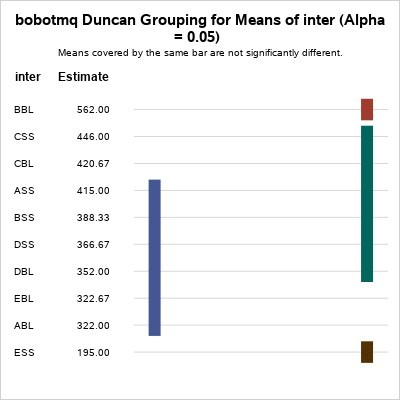 bobotmq Duncan Grouping for Means of inter (Alpha
= 0.05)
Means covered by the same bar are not significantly different.
inter Estimate
BBL 562.00
CSS 446.00
CBL 420.67
ASS 415.00
BSS 388.33
DSS 366.67
DBL 352.00
EBL 322.67
ABL 322.00
ESS 195.00